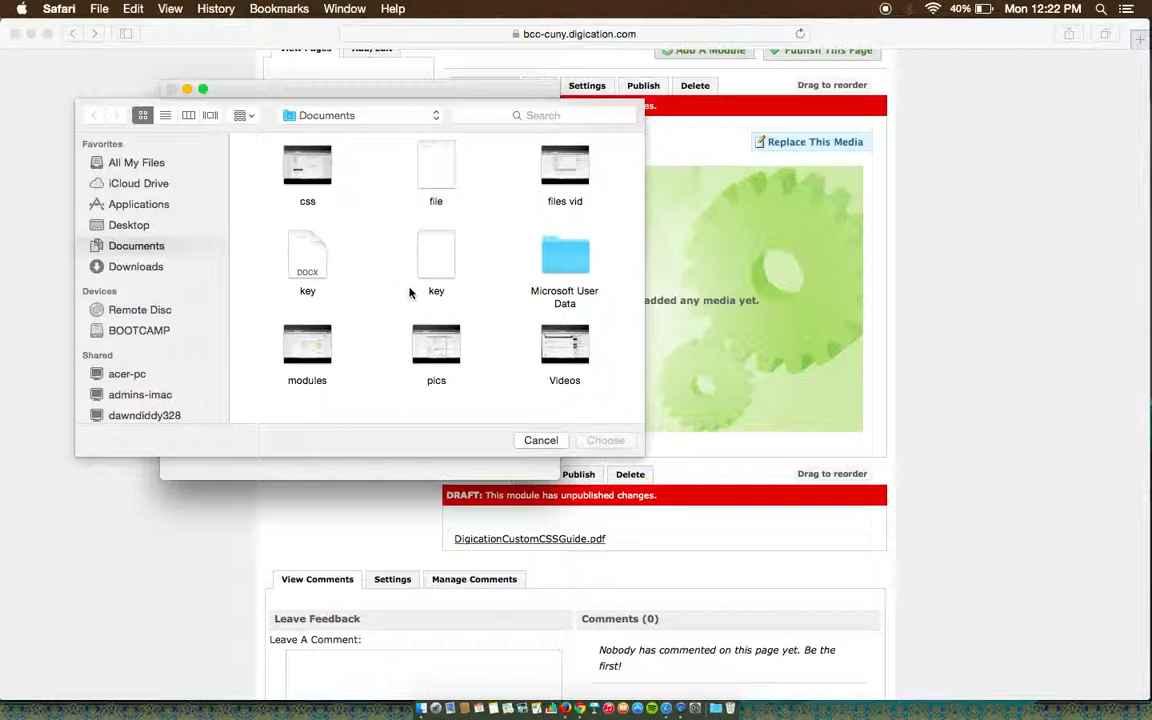 Safari File Edit View History Bookmarks Window Help 40% Mon 12:22 PM
bcc-cuny.digication.com
View Pages Add/Edit Add A Module Publish This Page
Settings Publish Delete Drag to reorder
es.
Documents Search
Replace This Media
Favorites
All My Files
iCloud Drive
Applications
Desktop
Documents
Downloads
Devices
Remote Disc
BOOTCAMP
Shared
acer-pc
admins-imac
dawndiddy328
css file files vid
DOCX
key key Microsoft User
Data
modules pics Videos
added any media yet.
Cancel Choose
Publish Delete Drag to reorder
DRAFT: This module has unpublished changes.
DigicationCustomCSSGuide.pdf
View Comments Settings Manage Comments
Leave Feedback Comments (0)
Leave A Comment:
Nobody has commented on this page yet. Be the
first!